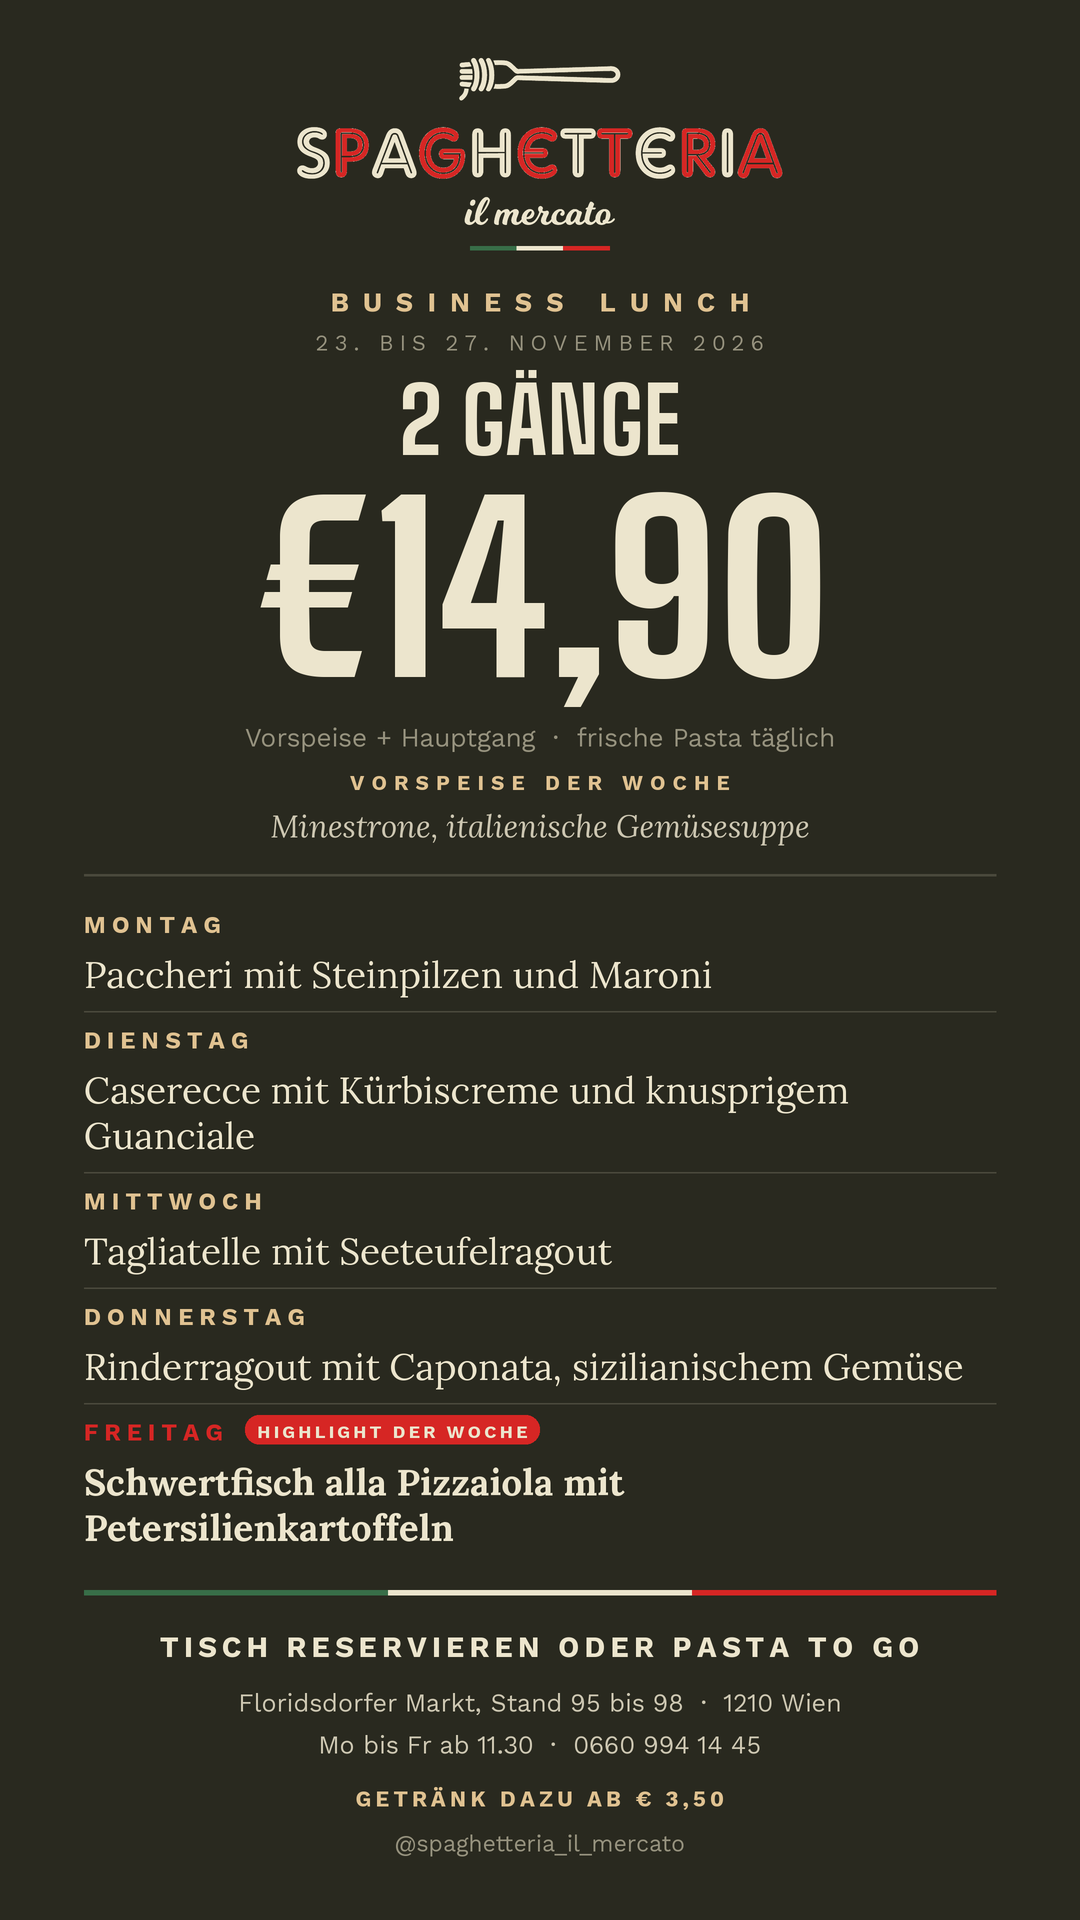 SPAGHETTERIA
il mercato
BUSINESS LUNCH
23. BIS 27. NOVEMBER 2026
2 GÄNGE
€14,90
Vorspeise + Hauptgang · frische Pasta täglich
VORSPEISE DER WOCHE
Minestrone, italienische Gemüsesuppe
MONTAG
Paccheri mit Steinpilzen und Maroni
DIENSTAG
Caserecce mit Kürbiscreme und knusprigem
Guanciale
MITTWOCH
Tagliatelle mit Seeteufelragout
DONNERSTAG
Rinderragout mit Caponata, sizilianischem Gemüse
FREITAG HIGHLIGHT DER WOCHE
Schwertfisch alla Pizzaiola mit
Petersilienkartoffeln
TISCH RESERVIEREN ODER PASTA TO GO
Floridsdorfer Markt, Stand 95 bis 98 · 1210 Wien
Mo bis Fr ab 11.30 · 0660 994 14 45
GETRÄNK DAZU AB € 3,50
@spaghetteria_il_mercato